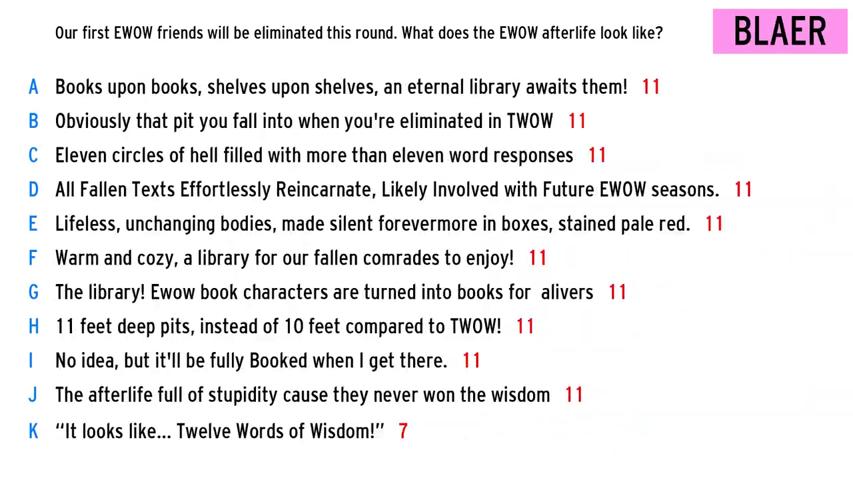 Our first EWOW friends will be eliminated this round. What does the EWOW afterlife look like?
BLAER
A Books upon books, shelves upon shelves, an eternal library awaits them! 11
B Obviously that pit you fall into when you're eliminated in TWOW 11
C Eleven circles of hell filled with more than eleven word responses 11
D All Fallen Texts Effortlessly Reincarnate, Likely Involved with Future EWOW seasons. 11
E Lifeless, unchanging bodies, made silent forevermore in boxes, stained pale red. 11
F Warm and cozy, a library for our fallen comrades to enjoy! 11
G The library! Ewow book characters are turned into books for  alivers 11
H 11 feet deep pits, instead of 10 feet compared to TWOW! 11
I No idea, but it'll be fully Booked when I get there. 11
J The afterlife full of stupidity cause they never won the wisdom 11
K “It looks like... Twelve Words of Wisdom!” 7